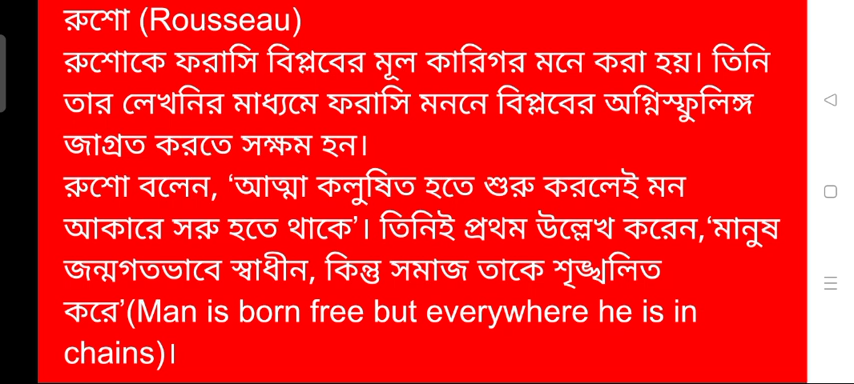 রুশো (Rousseau)
রুশোকে ফরাসি বিপ্লবের মূল কারিগর মনে করা হয়। তিনি
তার লেখনির মাধ্যমে ফরাসি মননে বিপ্লবের অগ্নিস্ফুলিঙ্গ
জাগ্রত করতে সক্ষম হন।
রুশো বলেন, ‘আত্মা কলুষিত হতে শুরু করলেই মন
আকারে সরু হতে থাকে’। তিনিই প্রথম উল্লেখ করেন,‘মানুষ
জন্মগতভাবে স্বাধীন, কিন্তু সমাজ তাকে শৃঙ্খলিত
করে’(Man is born free but everywhere he is in
chains)।